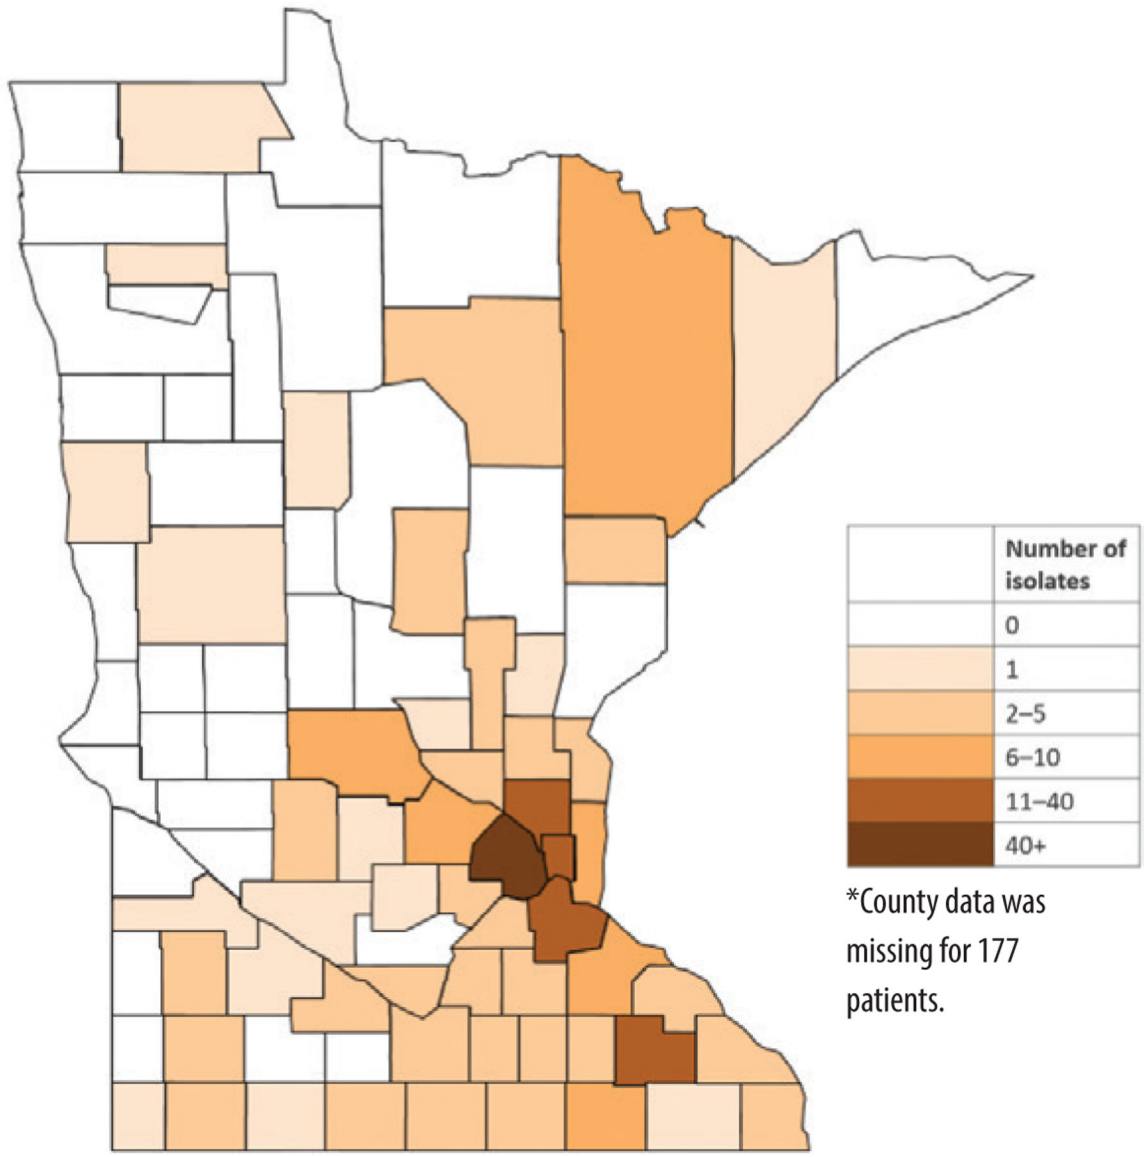 Number of
isolates
0
1
2–5
6–10
11–40
40+
*County data was
missing for 177
patients.